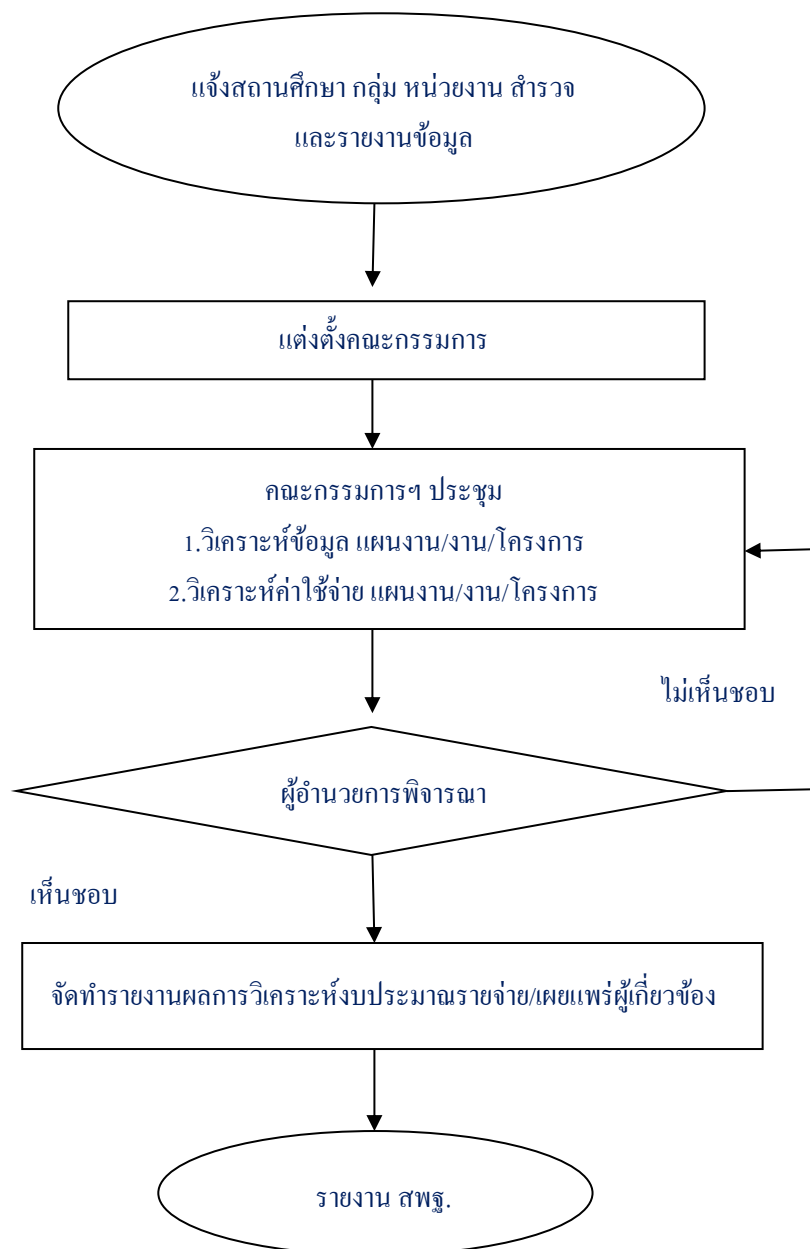 แจ้งสถานศึกษา กลุ่ม หน่วยงาน สำรวจ
และรายงานข้อมูล
แต่งตั้งคณะกรรมการ
คณะกรรมการฯ ประชุม
1.วิเคราะห์ข้อมูล แผนงาน/งาน/โครงการ
2.วิเคราะห์ค่าใช้จ่าย แผนงาน/งาน/โครงการ
ไม่เห็นชอบ
ผู้อำนวยการพิจารณา
เห็นชอบ
จัดทำรายงานผลการวิเคราะห์งบประมาณรายจ่าย/เผยแพร่ผู้เกี่ยวข้อง
รายงาน สพฐ.